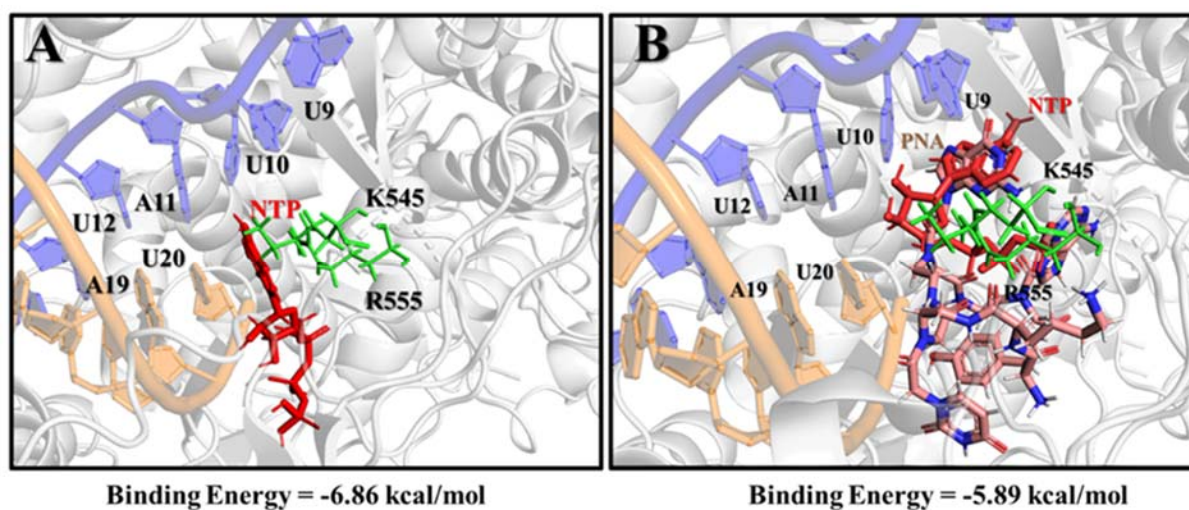 A
U9
U10
U10
A11
U12
NTP
K545
U20
A19
R555
Binding Energy = -6.86 kcal/mol
B
U9
NTP
PNA
U10
K545
A11
U12
U20
A19
R555
Binding Energy = -5.89 kcal/mol